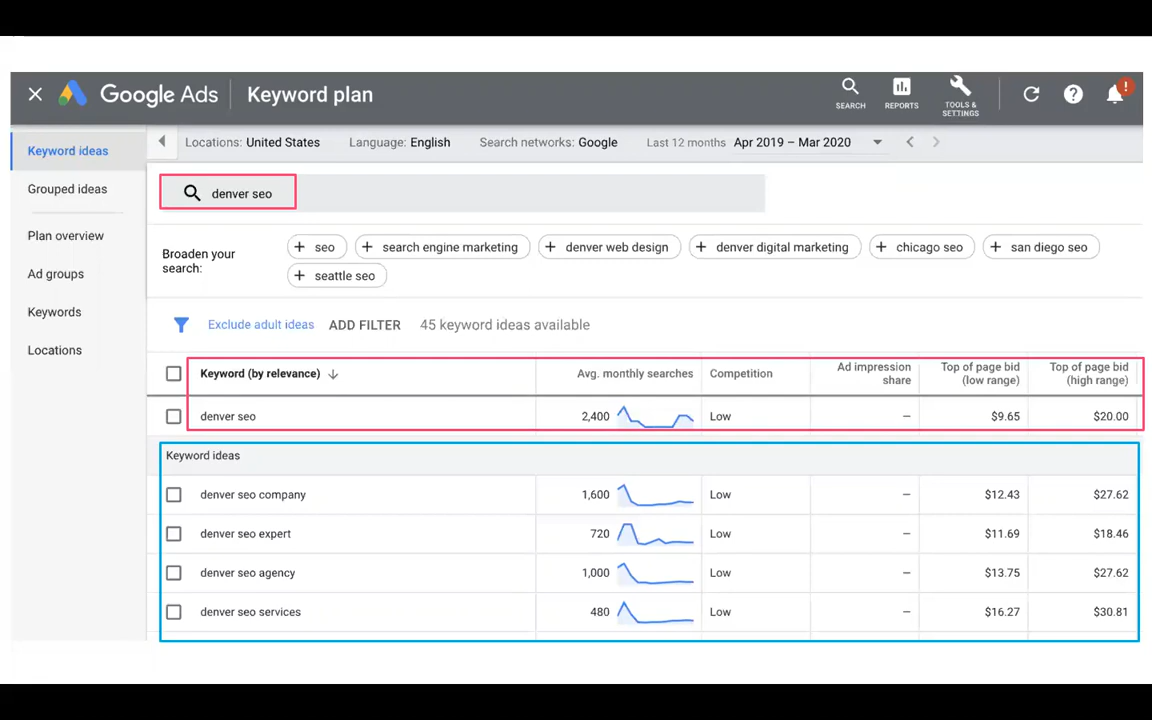 Google Ads Keyword plan
SEARCH REPORTS TOOLS & SETTINGS !
Keyword ideas
Grouped ideas
Plan overview
Ad groups
Keywords
Locations
Locations: United States Language: English Search networks: Google Last 12 months Apr 2019 – Mar 2020
denver seo
Broaden your search:
+ seo + search engine marketing + denver web design + denver digital marketing + chicago seo + san diego seo
+ seattle seo
Exclude adult ideas ADD FILTER 45 keyword ideas available
Keyword (by relevance) Avg. monthly searches Competition Ad impression share Top of page bid (low range) Top of page bid (high range)
denver seo 2,400 Low – $9.65 $20.00
Keyword ideas
denver seo company 1,600 Low – $12.43 $27.62
denver seo expert 720 Low – $11.69 $18.46
denver seo agency 1,000 Low – $13.75 $27.62
denver seo services 480 Low – $16.27 $30.81